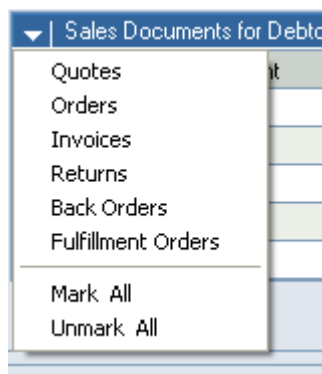 Sales Documents for Debto
Quotes
Orders
Invoices
Returns
Back Orders
Fulfillment Orders
Mark All
Unmark All